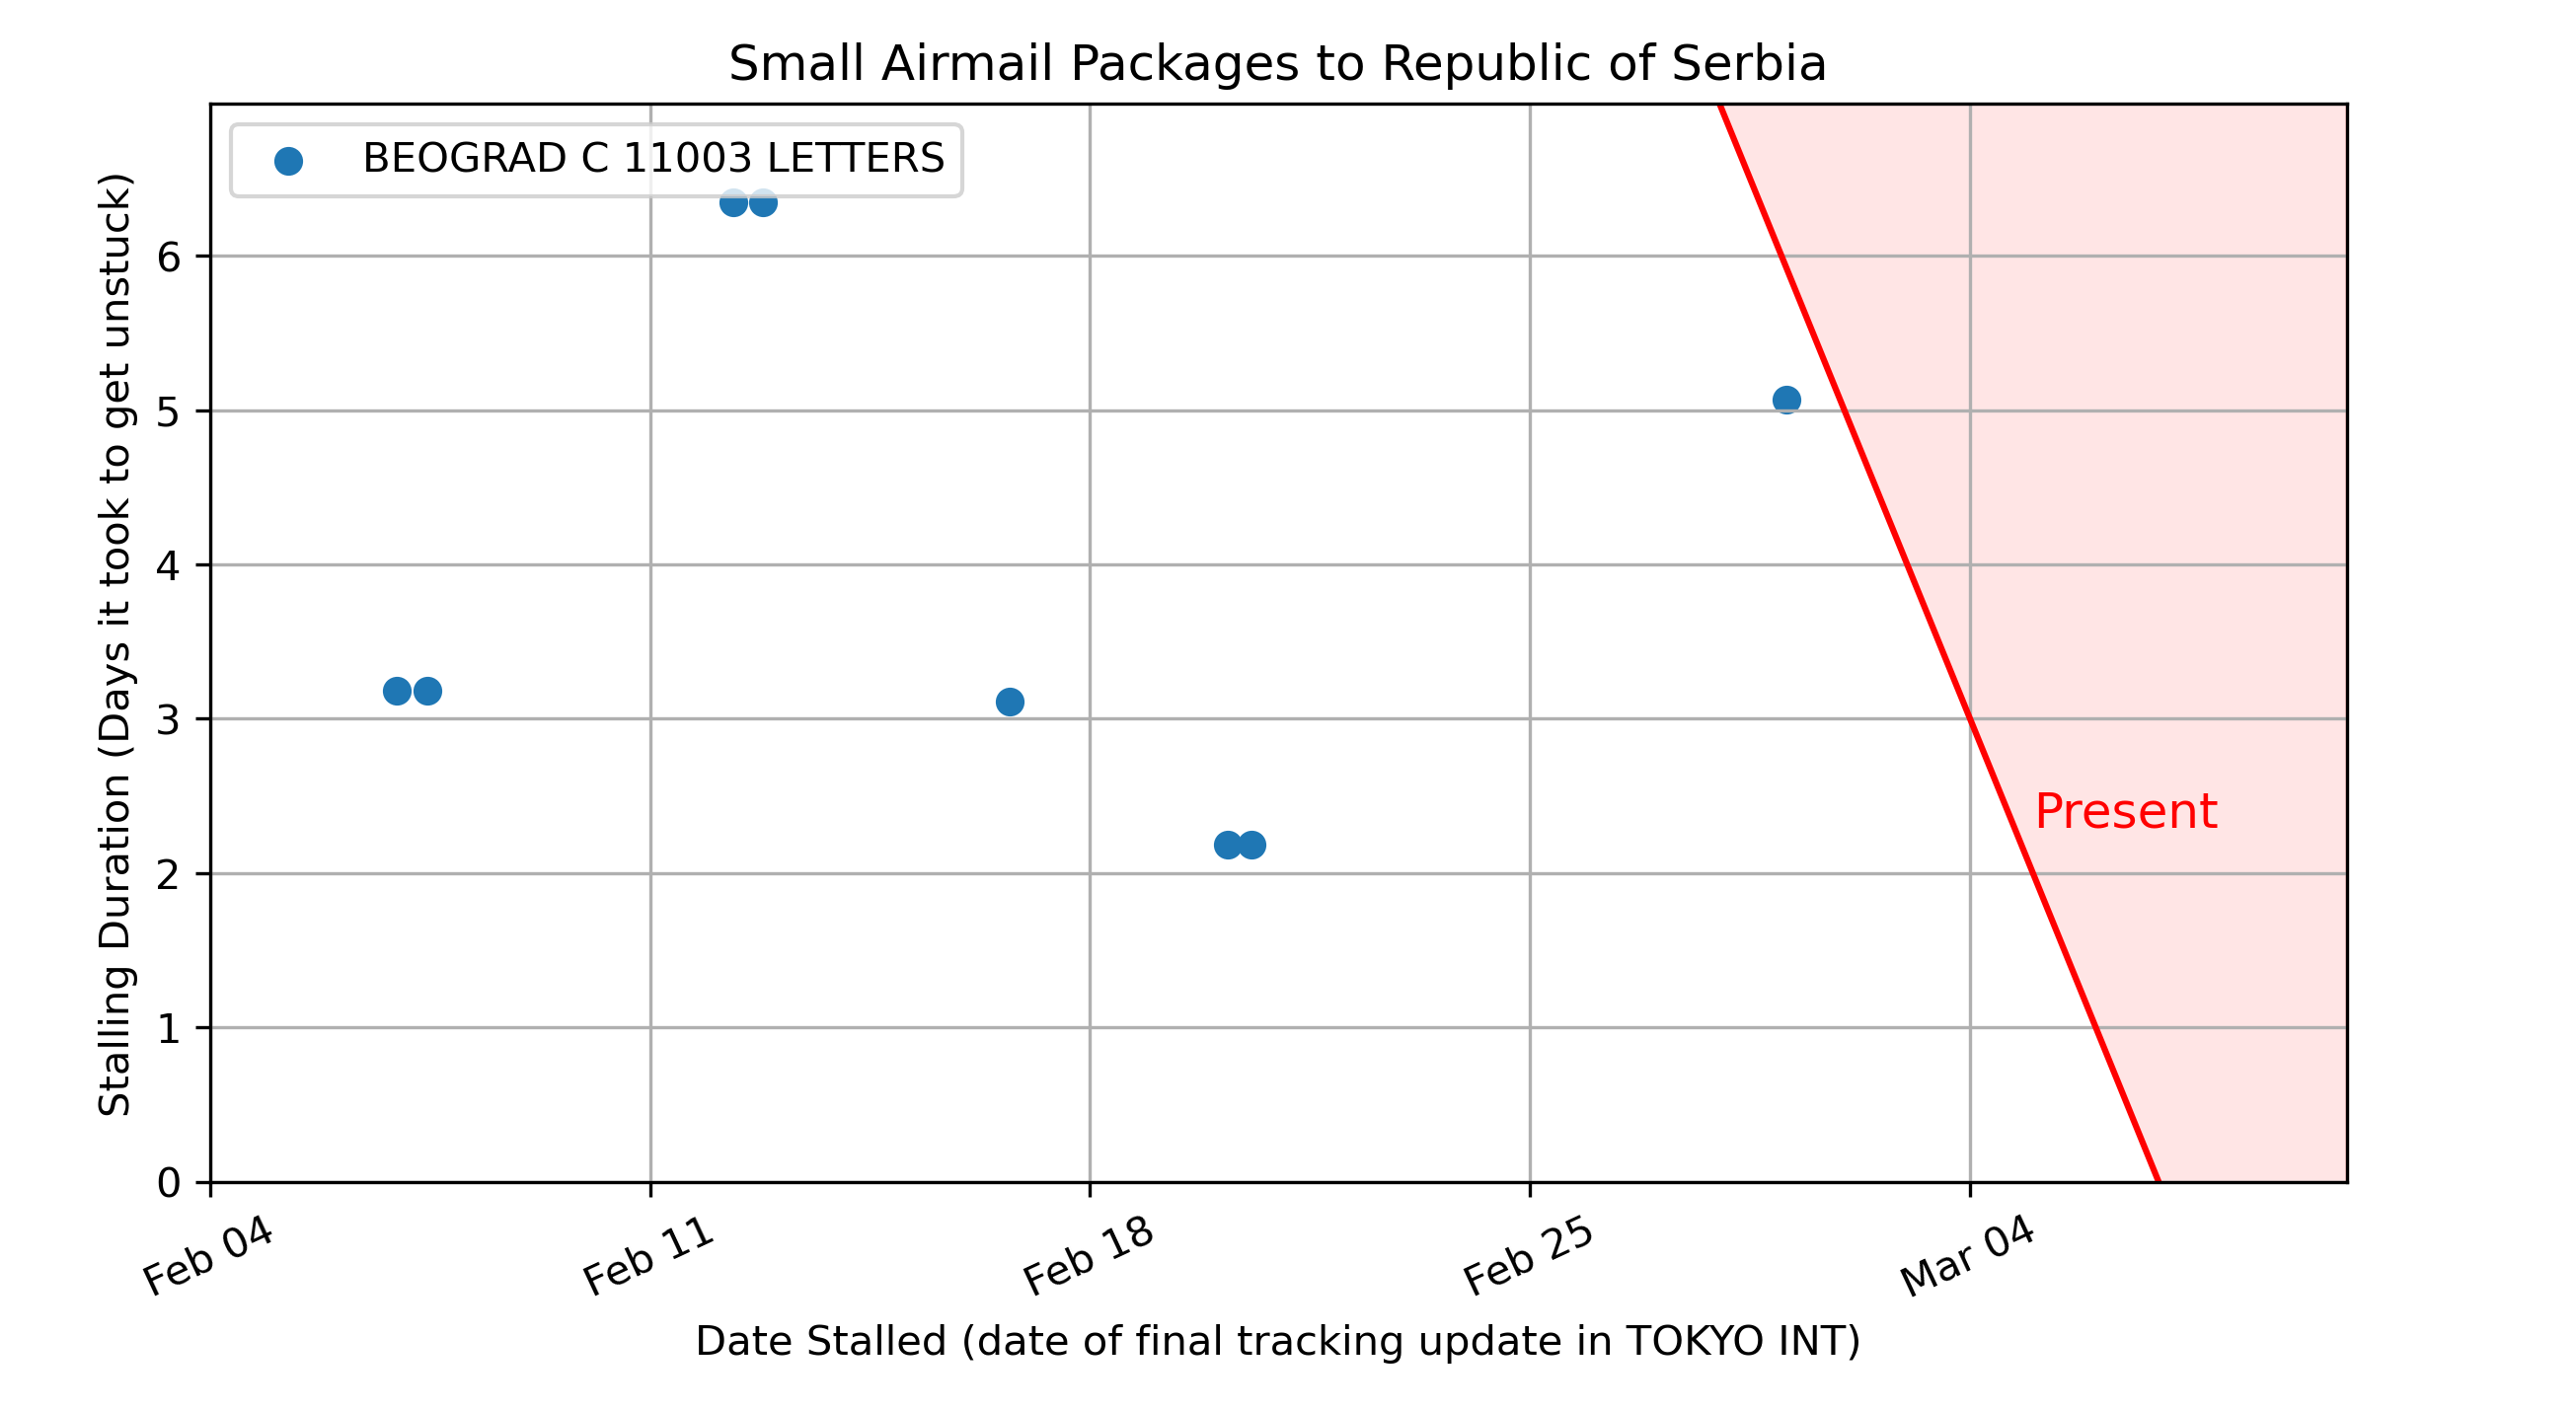 Small Airmail Packages to Republic of Serbia
BEOGRAD C 11003 LETTERS
Stalling Duration (Days it took to get unstuck)
6
5
4
3
2
1
0
Present
Feb 04
Feb 11
Feb 18
Feb 25
Mar 04
Date Stalled (date of final tracking update in TOKYO INT)